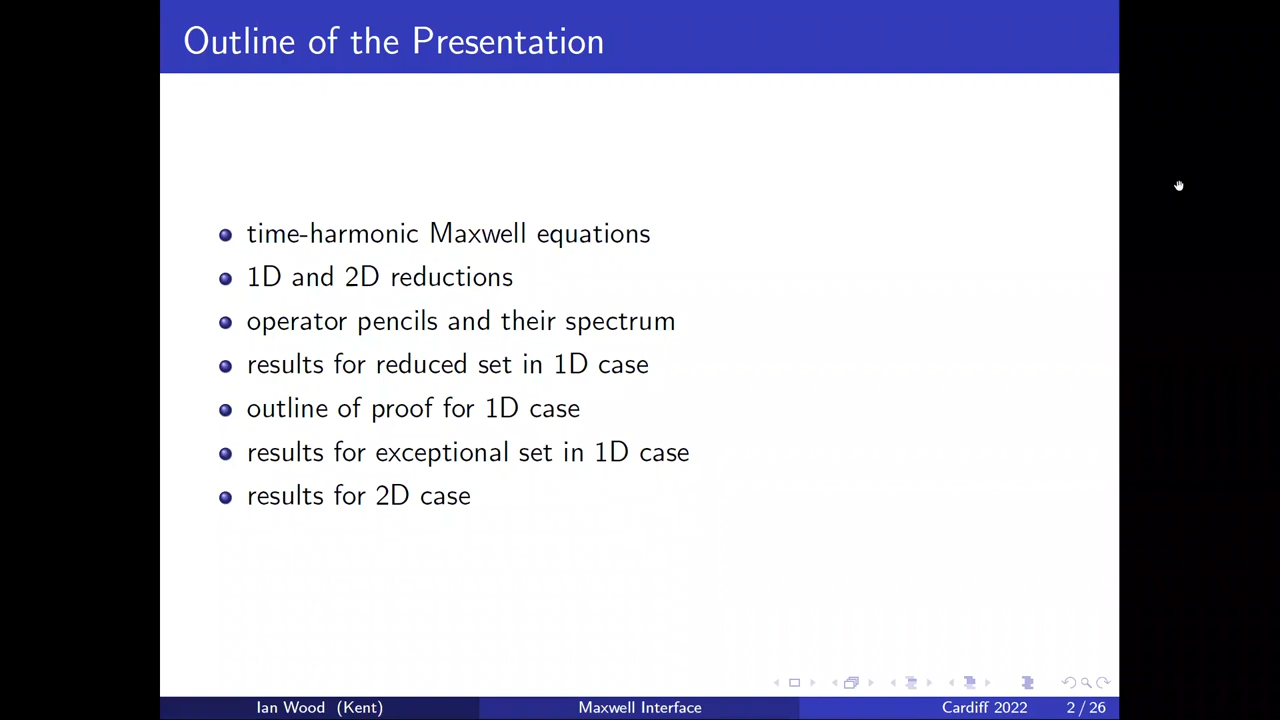 Outline of the Presentation
time-harmonic Maxwell equations
1D and 2D reductions
operator pencils and their spectrum
results for reduced set in 1D case
outline of proof for 1D case
results for exceptional set in 1D case
results for 2D case
Ian Wood (Kent) Maxwell Interface Cardiff 2022 2 / 26